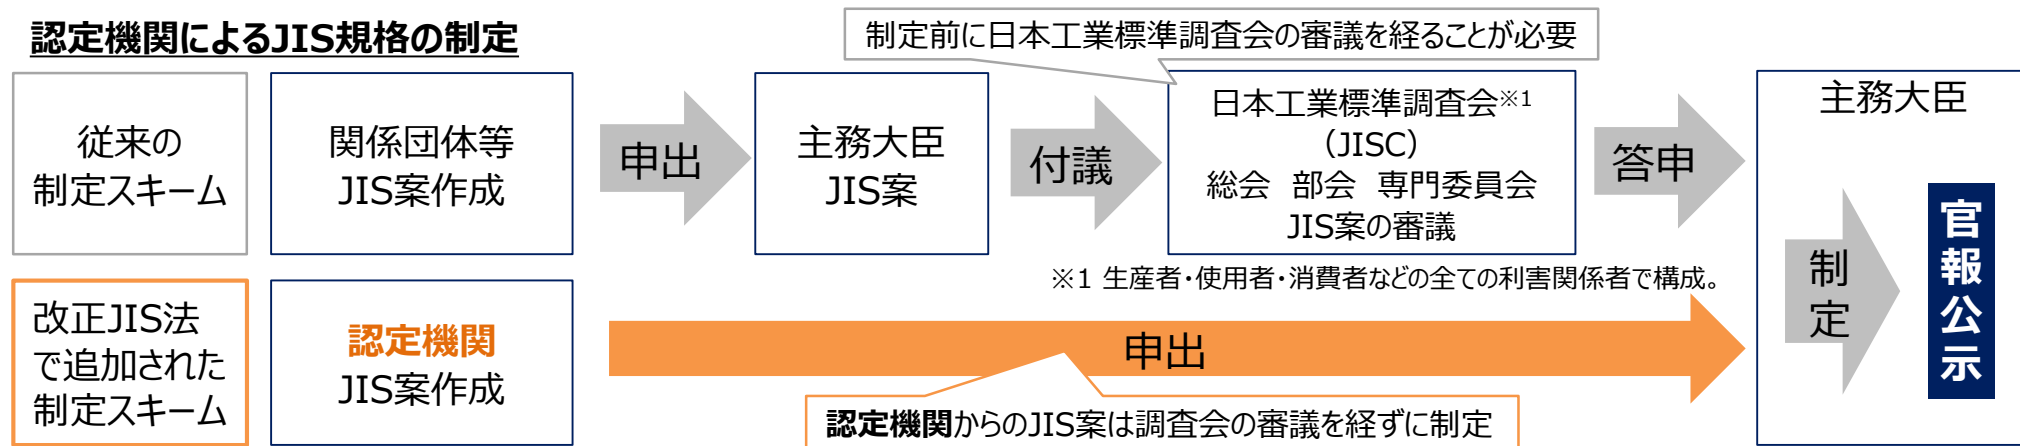 認定機関によるJIS規格の制定
制定前に日本工業標準調査会の審議を経ることが必要
従来の
制定スキーム
関係団体等
JIS案作成
申出
主務大臣
JIS案
付議
日本工業標準調査会※1
（JISC）
総会　部会　専門委員会
JIS案の審議
答申
主務大臣
制定
官報公示
※1 生産者・使用者・消費者などの全ての利害関係者で構成。
改正JIS法
で追加された
制定スキーム
認定機関
JIS案作成
申出
認定機関からのJIS案は調査会の審議を経ずに制定